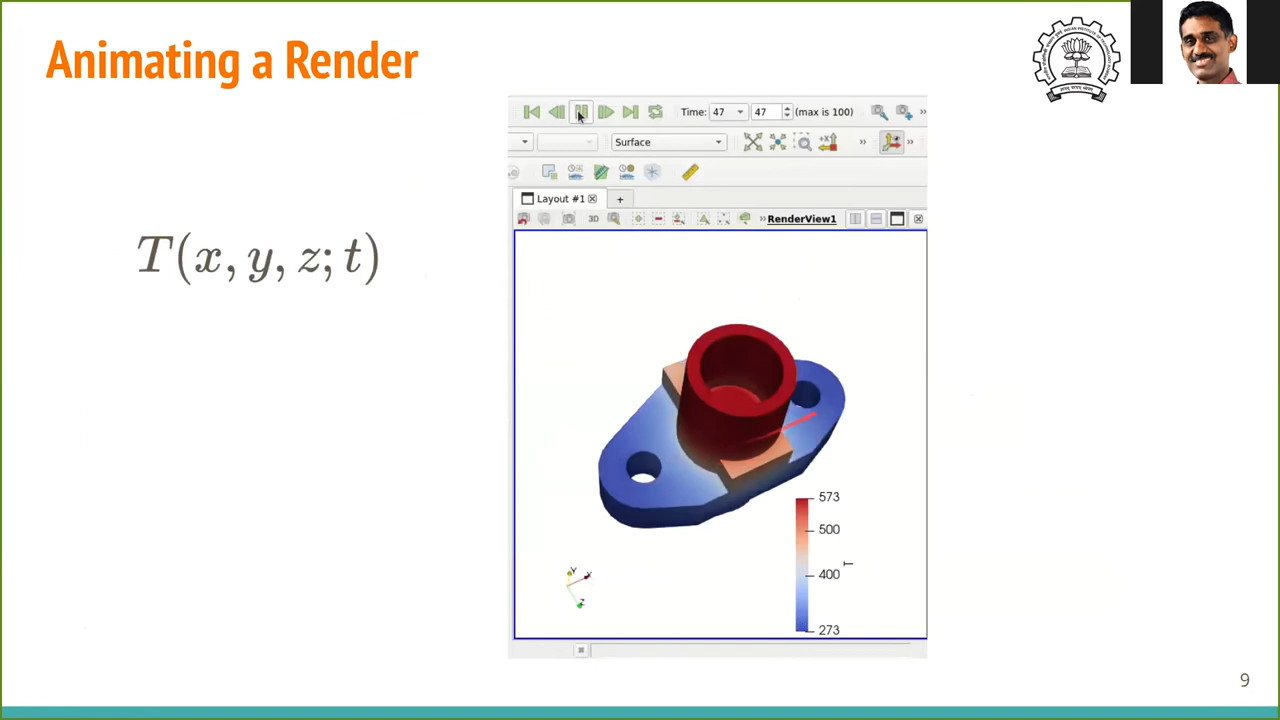 Animating a Render
Time: 47 47 (max is 100)
Surface
Layout #1
3D
RenderView1
T(x, y, z; t)
573
500
400
273
T
Y
X
Z
9